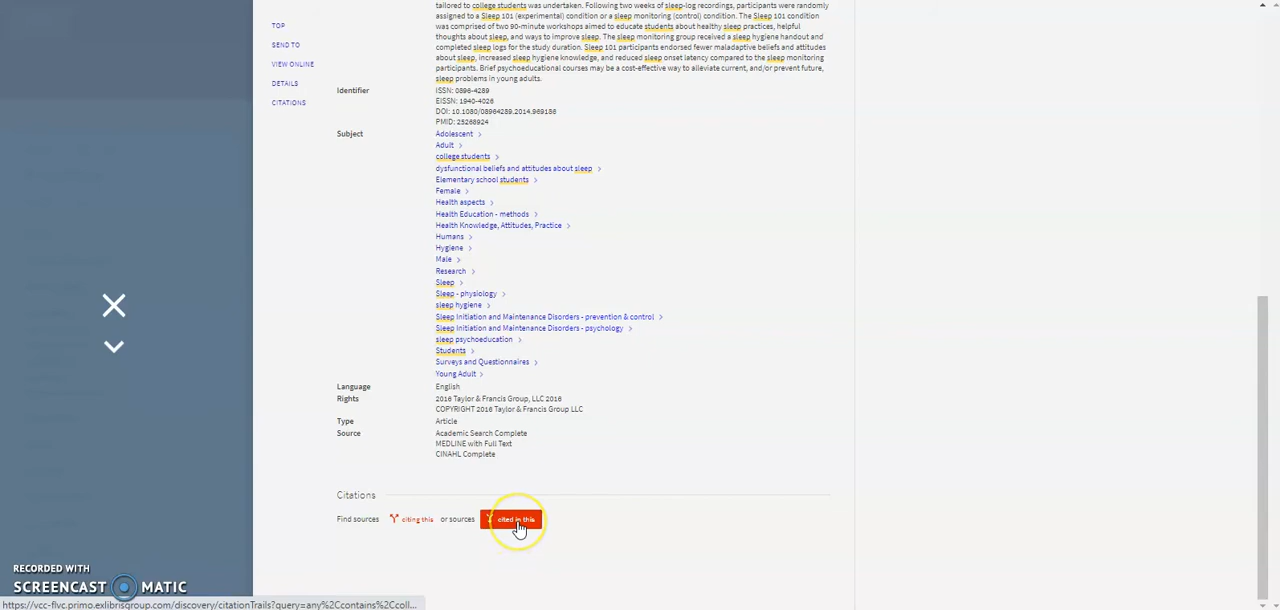 tailored to college students was undertaken. Following two weeks of sleep-log recordings, participants were randomly
TOP
assigned to a Sleep 101 (experimental) condition or a sleep monitoring (control) condition. The Sleep 101 condition
was comprised of two 90-minute workshops aimed to educate students about healthy sleep practices, helpful
SEND TO
thoughts about sleep, and ways to improve sleep. The sleep monitoring group received a sleep hygiene handout and
completed sleep logs for the study duration. Sleep 101 participants endorsed fewer maladaptive beliefs and attitudes
VIEW ONLINE
about sleep, increased sleep hygiene knowledge, and reduced sleep onset latency compared to the sleep monitoring
participants. Brief psychoeducational courses may be a cost-effective way to alleviate current, and/or prevent future,
DETAILS
sleep problems in young adults.
Identifier ISSN: 0896-4289
CITATIONS
EISSN: 1940-4026
DOI: 10.1080/08964289.2014.969186
PMID: 25268924
Subject Adolescent >
Adult >
college students >
dysfunctional beliefs and attitudes about sleep >
Elementary school students >
Female >
Health aspects >
Health Education - methods >
Health Knowledge, Attitudes, Practice >
Humans >
Hygiene >
Male >
Research >
Sleep >
Sleep - physiology >
sleep hygiene >
Sleep Initiation and Maintenance Disorders - prevention & control >
Sleep Initiation and Maintenance Disorders - psychology >
sleep psychoeducation >
Students >
Surveys and Questionnaires >
Young Adult >
Language English
Rights 2016 Taylor & Francis Group, LLC 2016
COPYRIGHT 2016 Taylor & Francis Group LLC
Type Article
Source Academic Search Complete
MEDLINE with Full Text
CINAHL Complete
Citations
Find sources citing this or sources cited in this
RECORDED WITH
SCREENCAST MATIC
https://vcc-flvc.primo.exlibrisgroup.com/discovery/citationTrails?query=any%2Ccontains%2Ccoll...